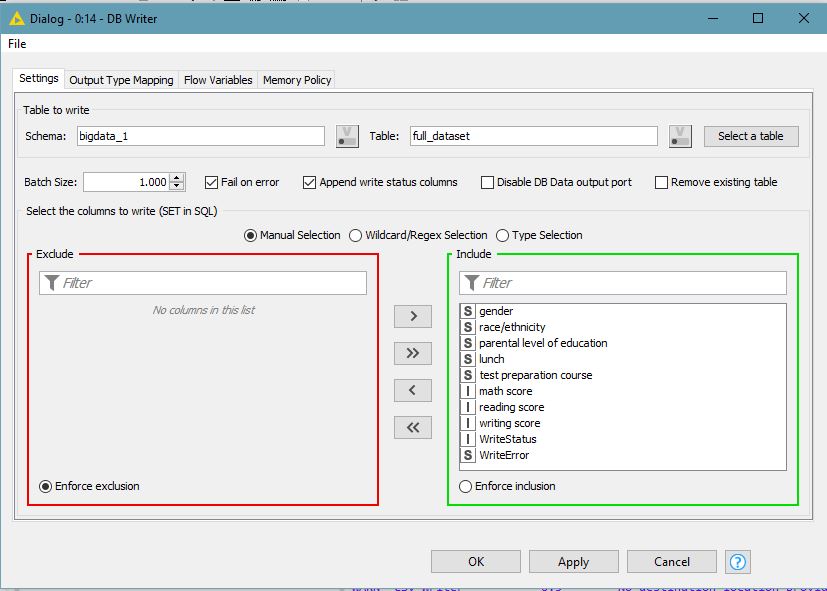 Dialog - 0:14 - DB Writer
File
Settings Output Type Mapping Flow Variables Memory Policy
Table to write
Schema: bigdata_1 V Table: full_dataset V Select a table
Batch Size: 1.000 Fail on error Append write status columns Disable DB Data output port Remove existing table
Select the columns to write (SET in SQL)
Manual Selection Wildcard/Regex Selection Type Selection
Exclude
Filter
No columns in this list
Enforce exclusion
>
>>
<
<<
Include
Filter
S gender
S race/ethnicity
S parental level of education
S lunch
S test preparation course
I math score
I reading score
I writing score
I WriteStatus
S WriteError
Enforce inclusion
OK Apply Cancel ?